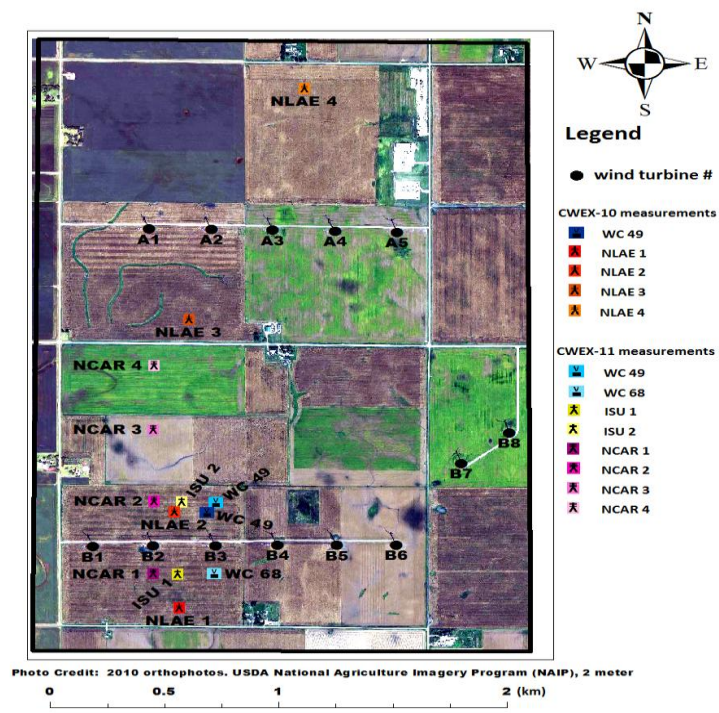 N
W E
S
NLAE 4
Legend
wind turbine #
CWEX-10 measurements
WC 49
NLAE 1
NLAE 2
NLAE 3
NLAE 4
A1 A2 A3 A4 A5
NLAE 3
NCAR 4
CWEX-11 measurements
WC 49
WC 68
ISU 1
ISU 2
NCAR 1
NCAR 2
NCAR 3
NCAR 4
NCAR 3
B8
B7
NCAR 2 ISU 2 WC 49
NLAE 2 WC 49
B1 B2 B3 B4 B5 B6
NCAR 1 ISU 1 WC 68
NLAE 1
Photo Credit: 2010 orthophotos. USDA National Agriculture Imagery Program (NAIP), 2 meter
0 0.5 1 2 (km)